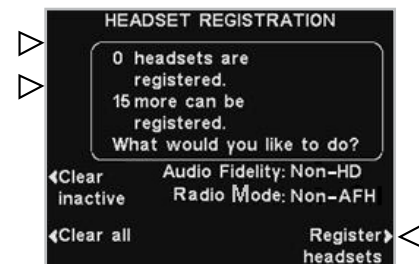 HEADSET REGISTRATION
0 headsets are
registered.
15 more can be
registered.
What would you like to do?
◀Clear inactive
Audio Fidelity: Non-HD
Radio Mode: Non-AFH
◀Clear all
Register▶
headsets